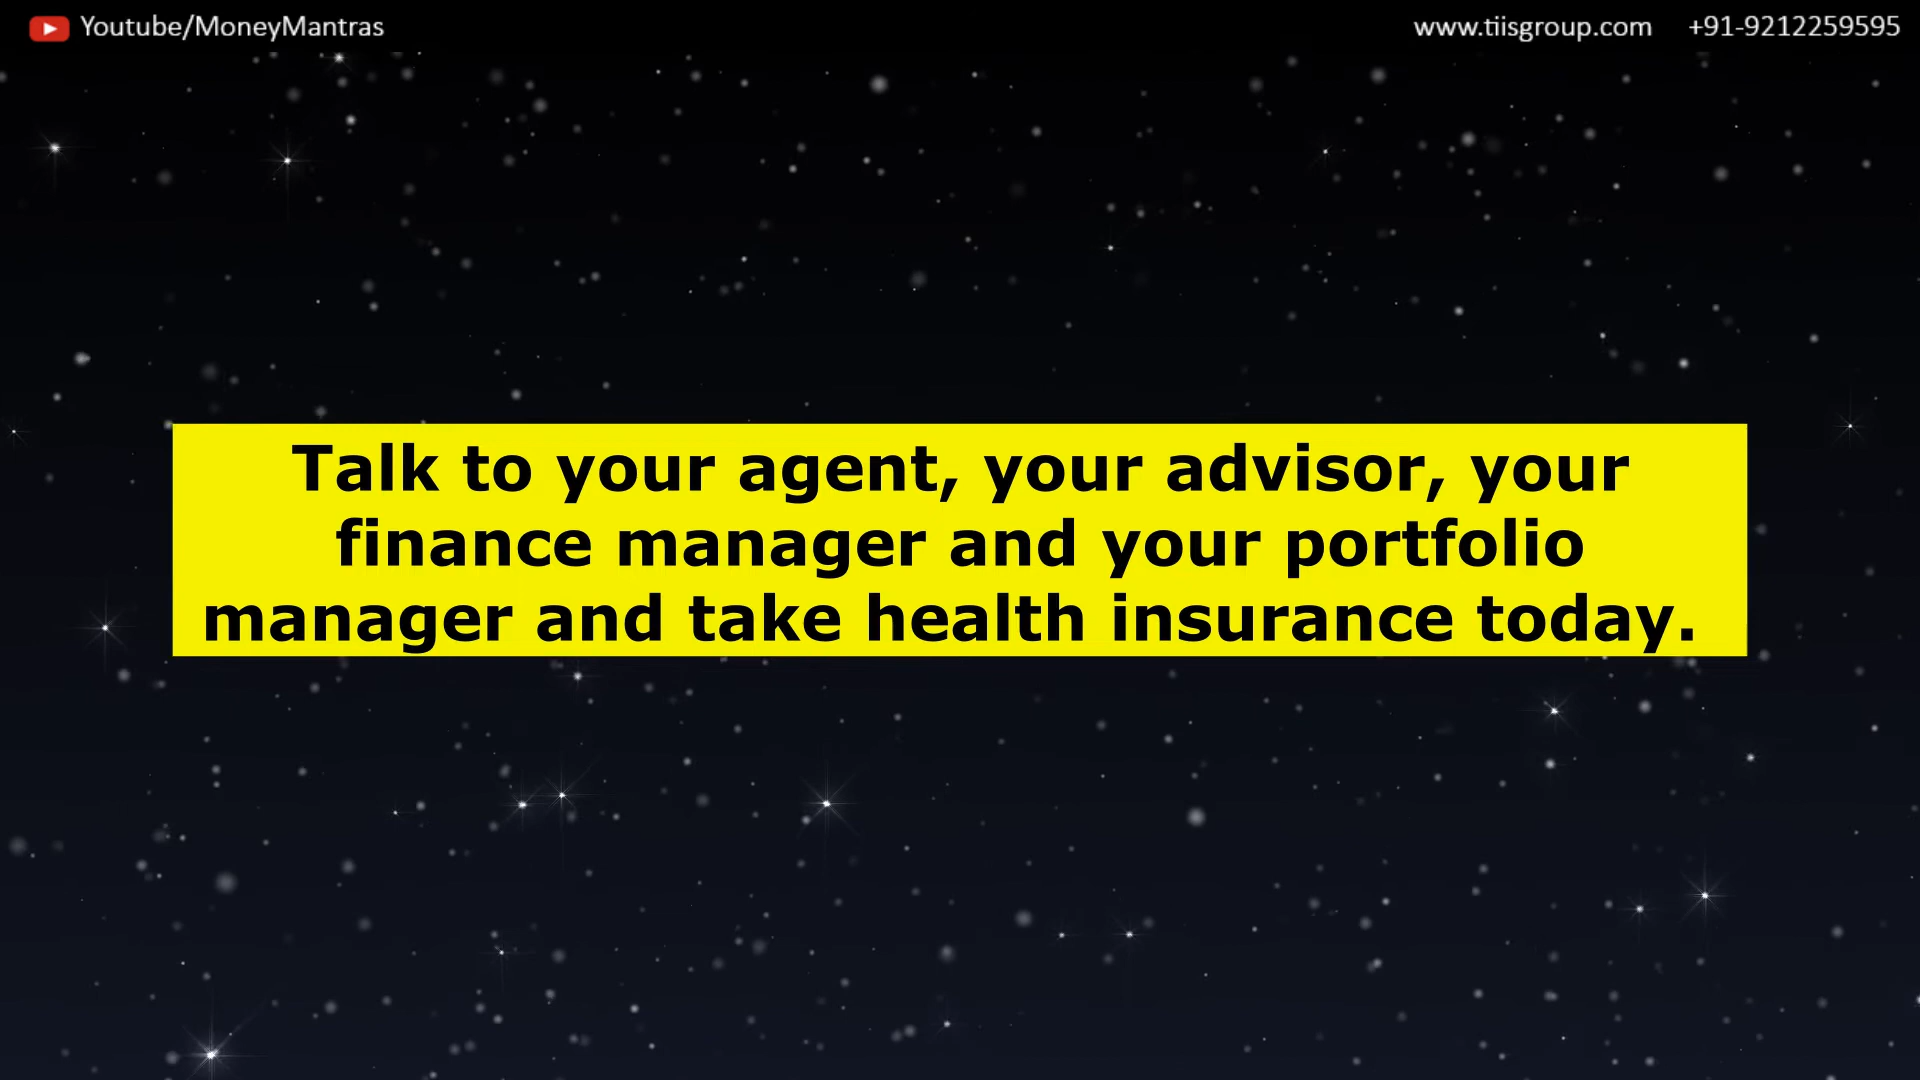 Youtube/MoneyMantras
www.tiisgroup.com +91-9212259595
Talk to your agent, your advisor, your
finance manager and your portfolio
manager and take health insurance today.